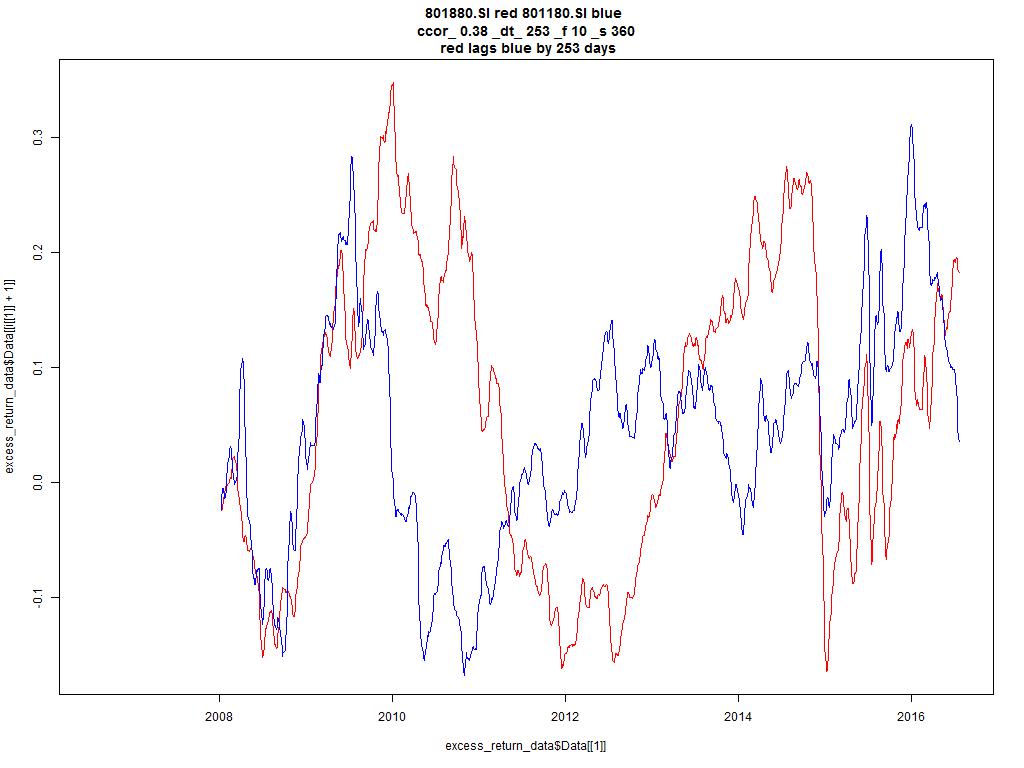 801880.SI red 801180.SI blue
ccor_ 0.38 _dt_ 253 _f 10 _s 360
red lags blue by 253 days
0.3
0.2
0.1
0.0
-0.1
excess_return_data$Data[[i[[1]] + 1]]
2008 2010 2012 2014 2016
excess_return_data$Data[[1]]